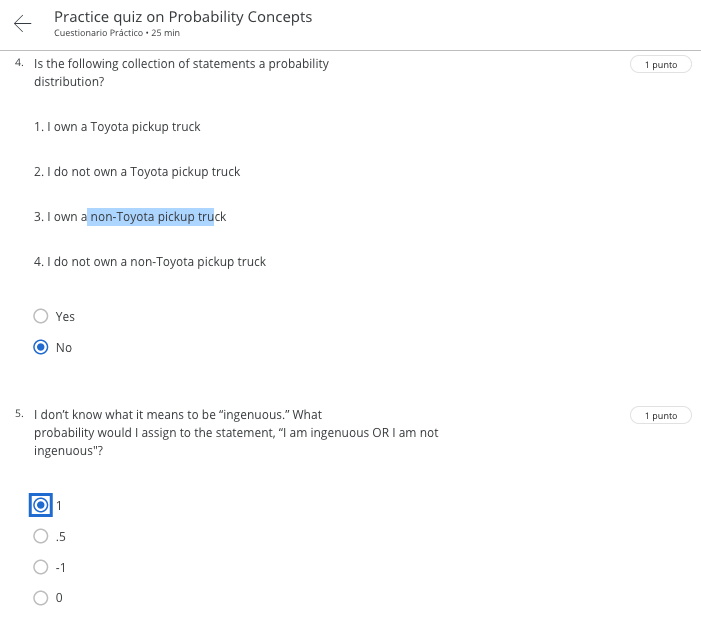 Practice quiz on Probability Concepts
Cuestionario Práctico • 25 min
4. Is the following collection of statements a probability
distribution?
1 punto
1. I own a Toyota pickup truck
2. I do not own a Toyota pickup truck
3. I own a non-Toyota pickup truck
4. I do not own a non-Toyota pickup truck
Yes
No
5. I don’t know what it means to be “ingenuous.” What
probability would I assign to the statement, “I am ingenuous OR I am not
ingenuous"?
1 punto
1
.5
-1
0